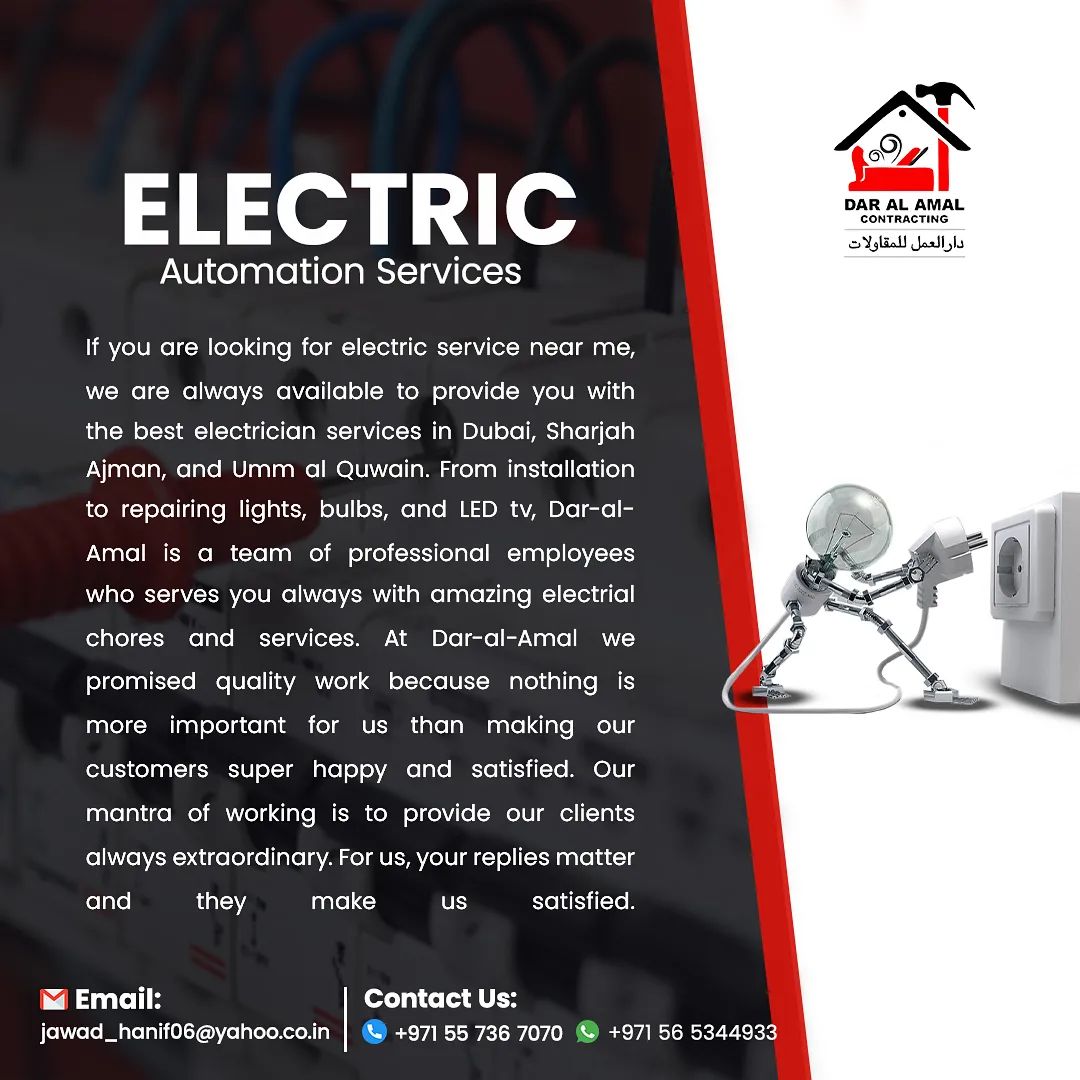 DAR AL AMAL
CONTRACTING
دارالعمل للمقاولات
ELECTRIC
Automation Services
If you are looking for electric service near me,
we are always available to provide you with
the best electrician services in Dubai, Sharjah
Ajman, and Umm al Quwain. From installation
to repairing lights, bulbs, and LED tv, Dar-al-
Amal is a team of professional employees
who serves you always with amazing electrial
chores and services. At Dar-al-Amal we
promised quality work because nothing is
more important for us than making our
customers super happy and satisfied. Our
mantra of working is to provide our clients
always extraordinary. For us, your replies matter
and they make us satisfied.
Email:
jawad_hanif06@yahoo.co.in
Contact Us:
+971 55 736 7070 +971 56 5344933